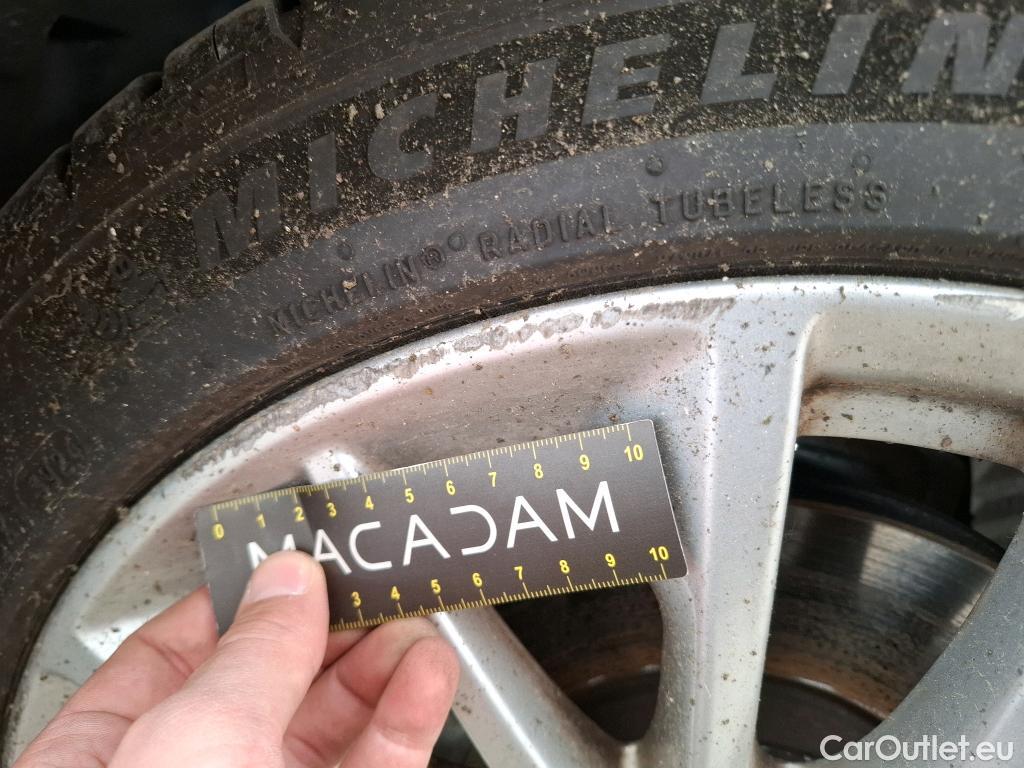 MICHELIN
MICHELIN® RADIAL TUBELESS
0 1 2 3 4 5 6 7 8 9 10
MACADAM
3 4 5 6 7 8 9 10
CarOutlet.eu